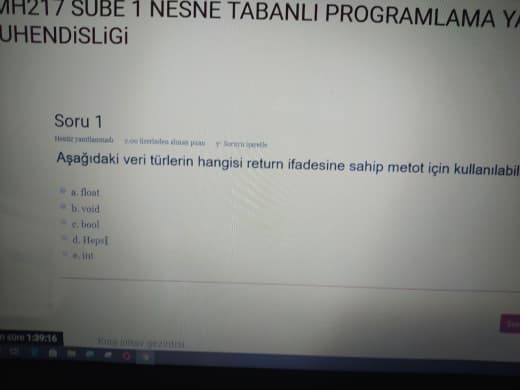 MH217 ŞUBE 1 NESNE TABANLI PROGRAMLAMA
UHENDiSLiGi
Soru 1
Henüz yanıtlanmadı 2,00 üzerinden alınan puan Soruyu işaretle
Aşağıdaki veri türlerin hangisi return ifadesine sahip metot için kullanılabil
a. float
b. void
c. bool
d. Hepsi
e. int
n süre 1:39:16
Kısa sınav gezintisi